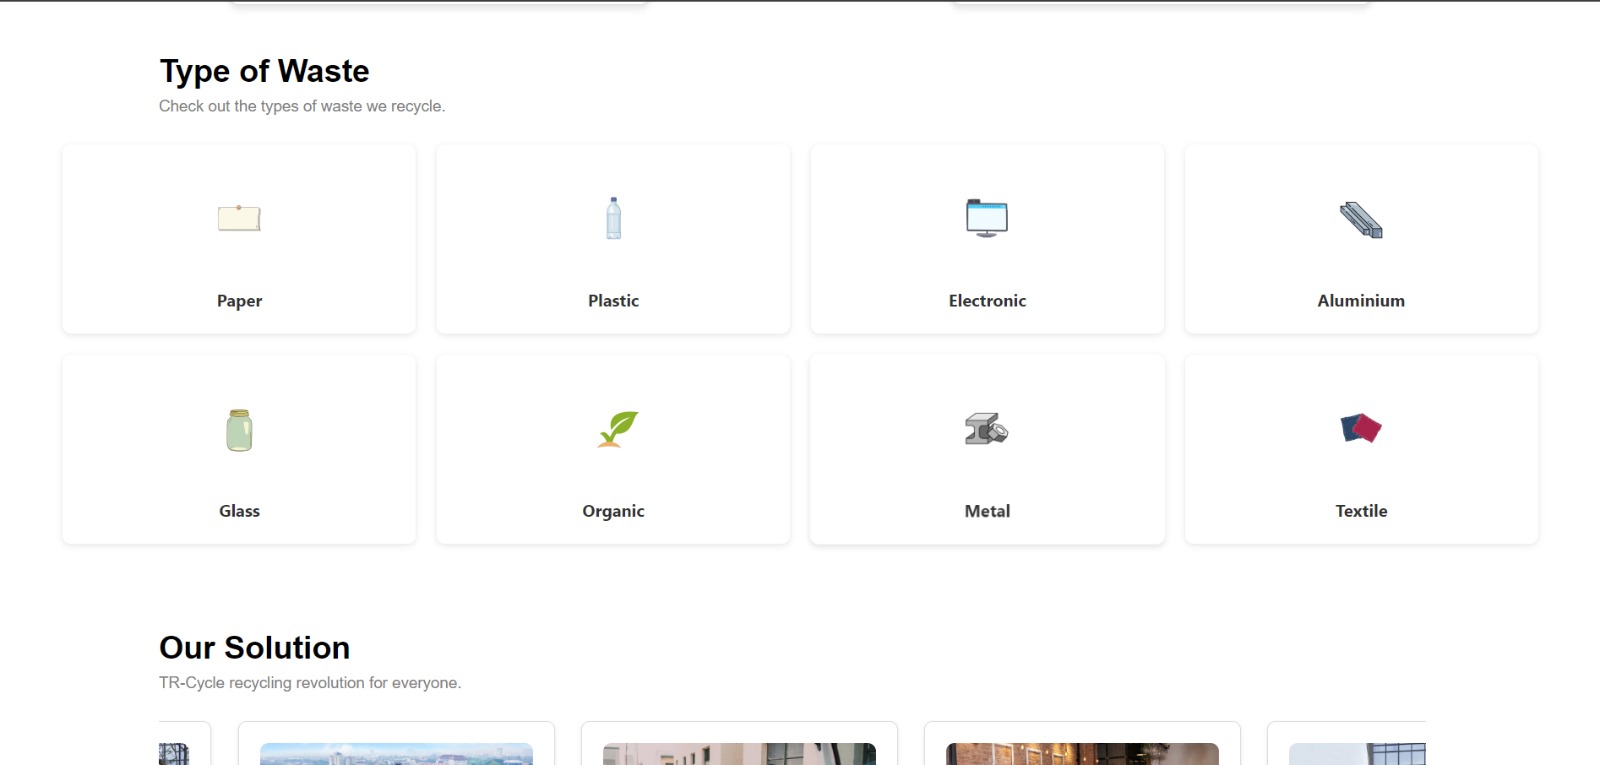 Type of Waste
Check out the types of waste we recycle.
Paper
Plastic
Electronic
Aluminium
Glass
Organic
Metal
Textile
Our Solution
TR-Cycle recycling revolution for everyone.